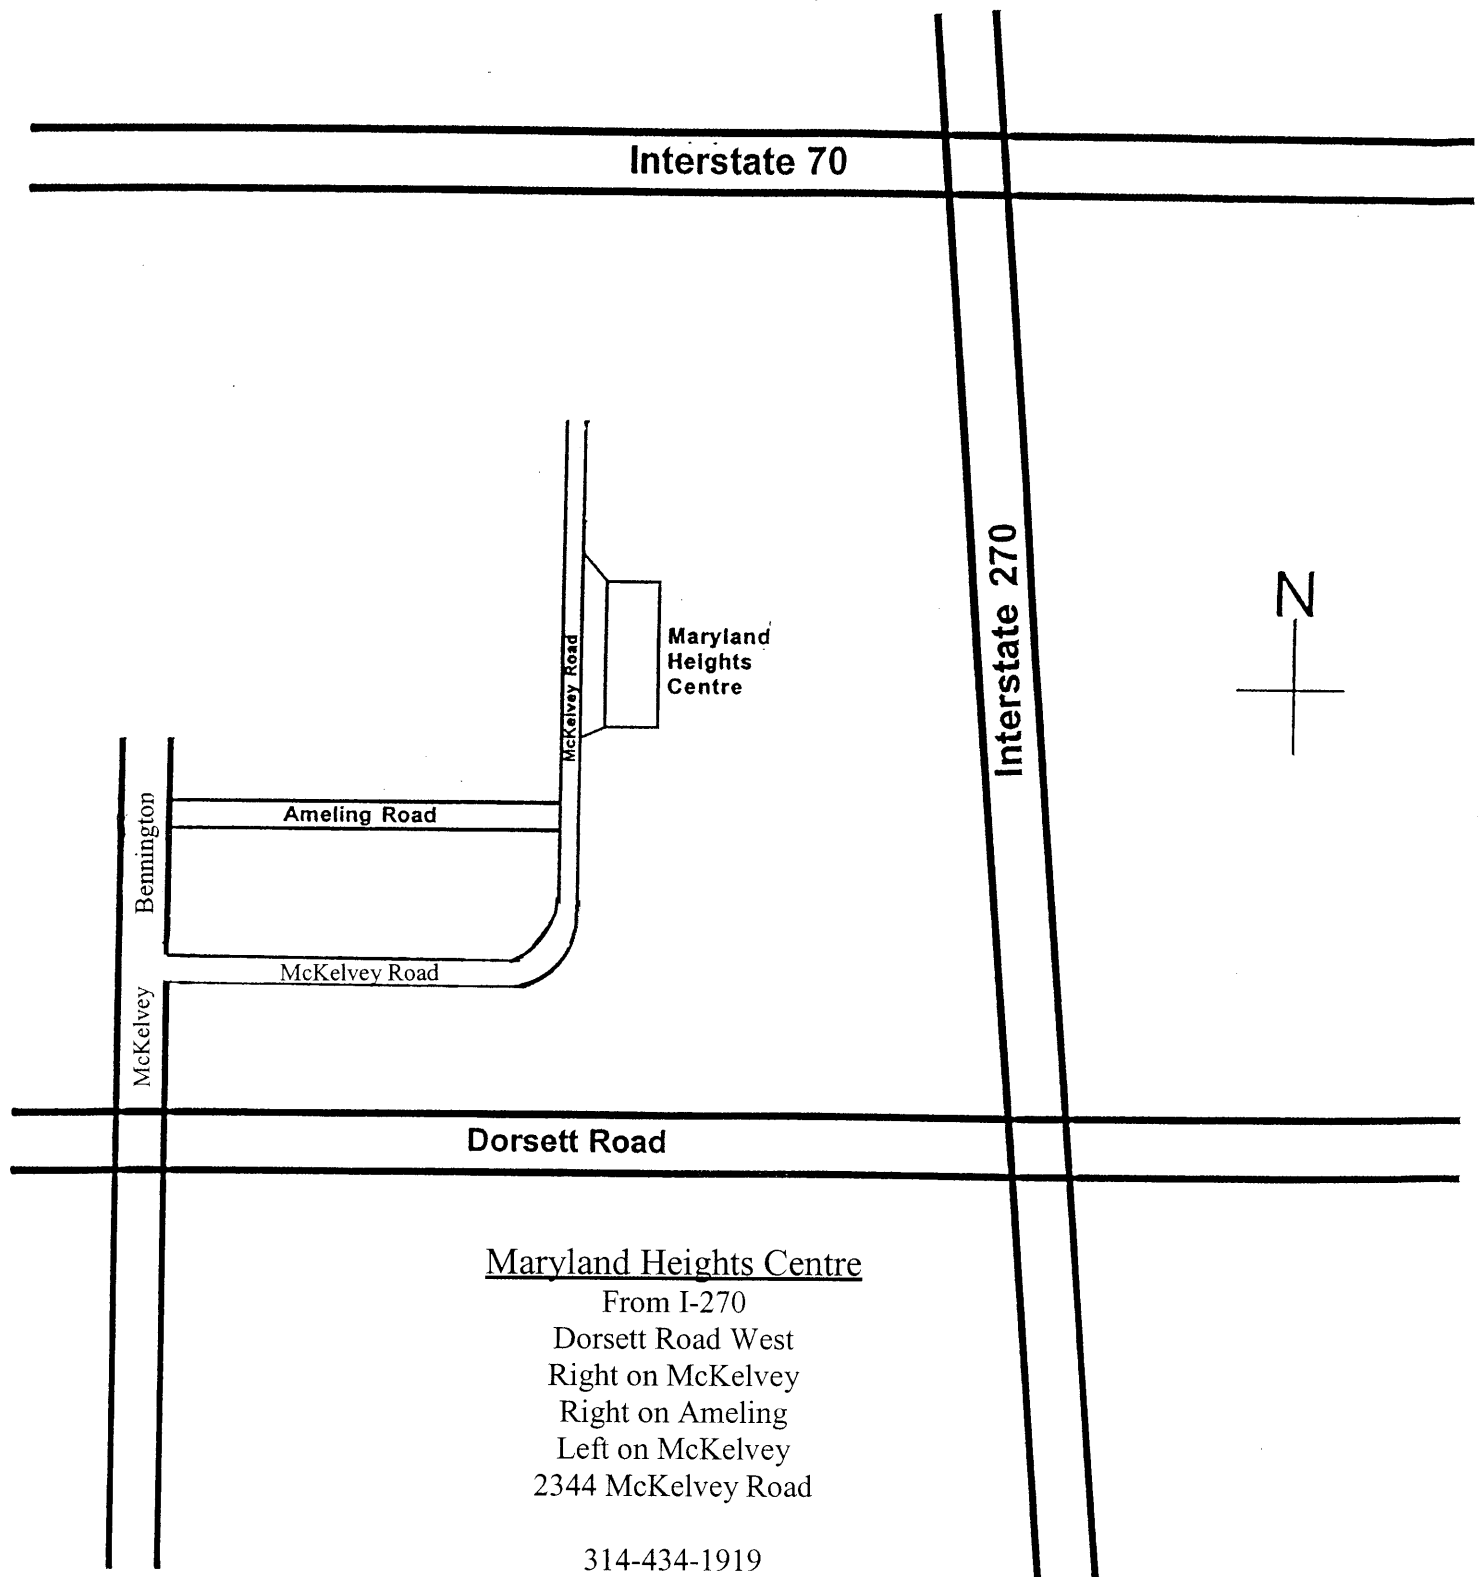 Interstate 70
Interstate 270
N
McKelvey Road
Maryland
Heights
Centre
Bennington
Ameling Road
McKelvey Road
McKelvey
Dorsett Road
Maryland Heights Centre
From I-270
Dorsett Road West
Right on McKelvey
Right on Ameling
Left on McKelvey
2344 McKelvey Road
314-434-1919